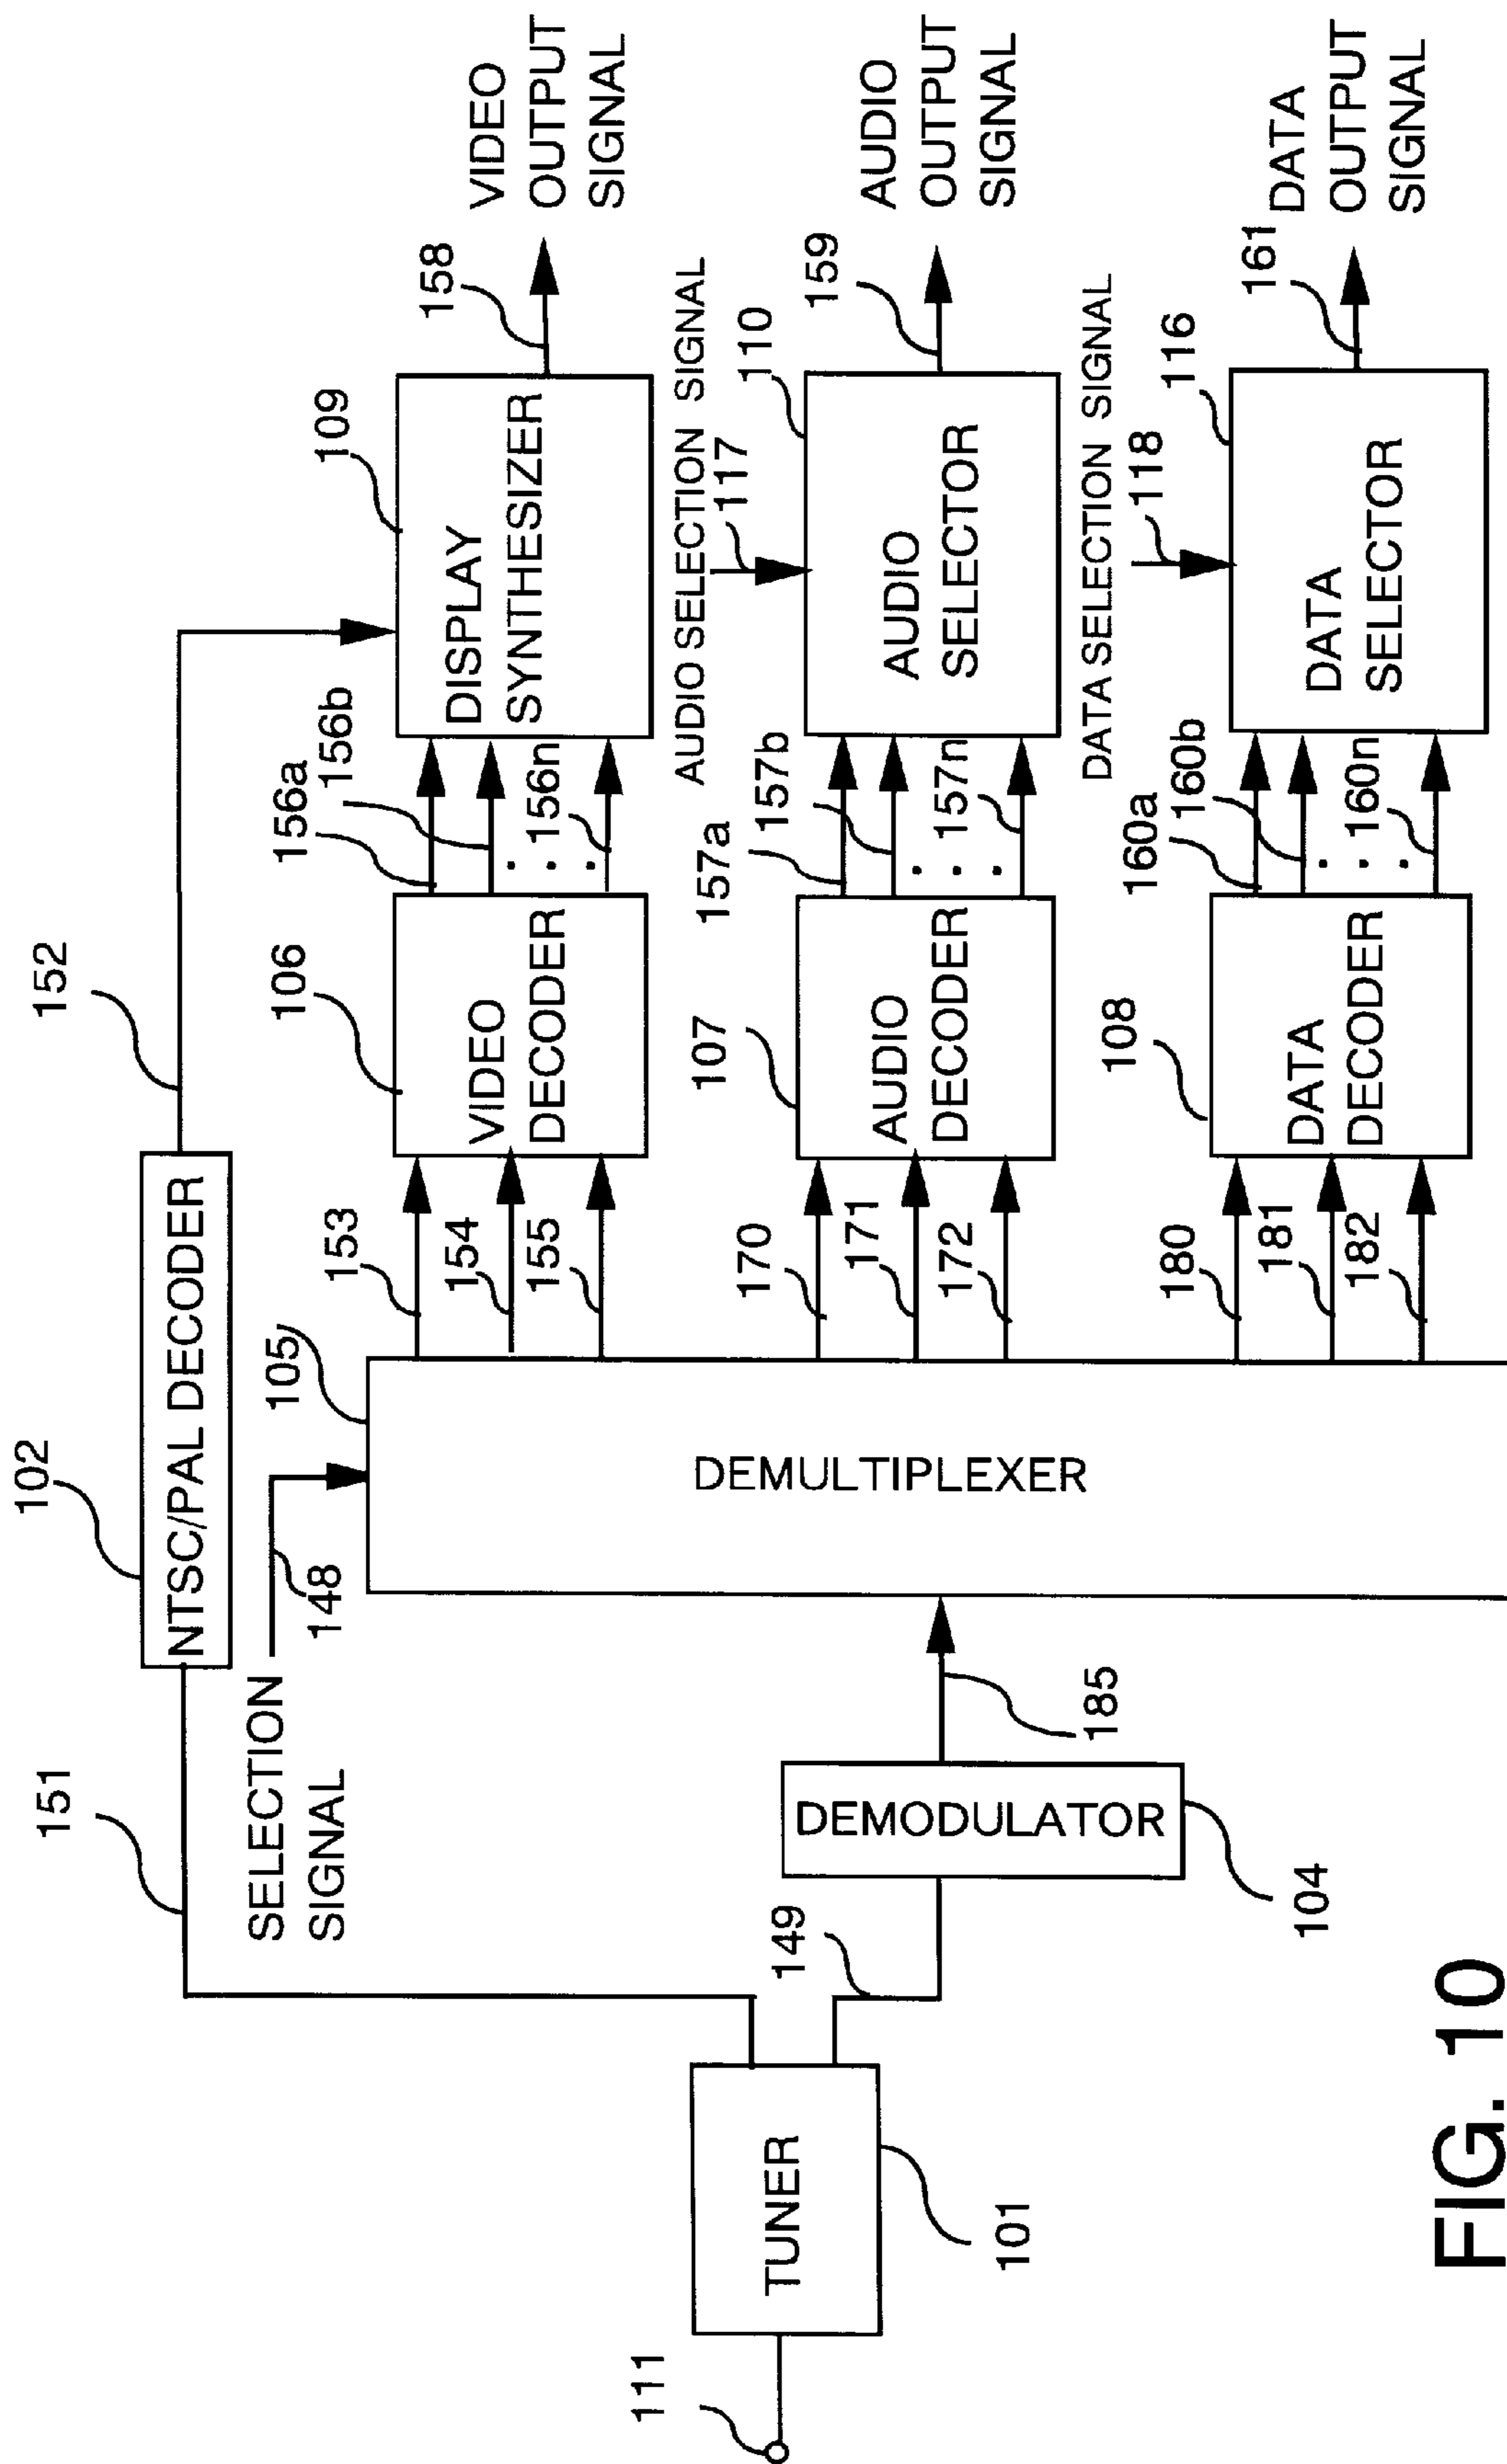 152
102
NTSC/PAL DECODER
151
SELECTION
SIGNAL
148
105
DEMULTIPLEXER
153
154
155
106
VIDEO
DECODER
156a
156b
156n
109
DISPLAY
SYNTHESIZER
158
VIDEO
OUTPUT
SIGNAL
AUDIO SELECTION SIGNAL
117
110
170
171
172
107
AUDIO
DECODER
157a
157b
157n
AUDIO
SELECTOR
159
AUDIO
OUTPUT
SIGNAL
DATA SELECTION SIGNAL
118
116
180
181
182
108
DATA
DECODER
160a
160b
160n
DATA
SELECTOR
161
DATA
OUTPUT
SIGNAL
111
TUNER
101
149
DEMODULATOR
104
185
FIG. 10